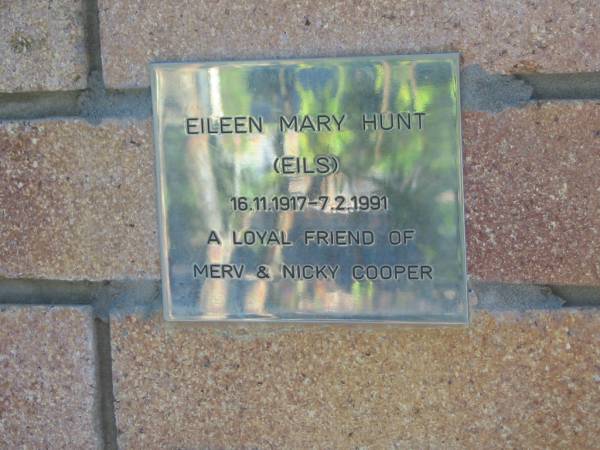 EILEEN MARY HUNT
(EILS)
16.11.1917-7.2.1991
A LOYAL FRIEND OF
MERV & NICKY COOPER